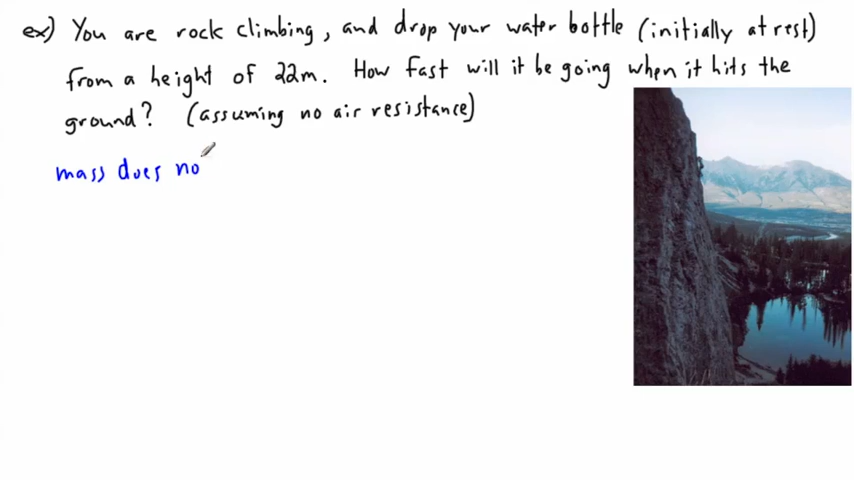 ex) You are rock climbing, and drop your water bottle (initially at rest)
from a height of 22m. How fast will it be going when it hits the
ground? (assuming no air resistance)
mass does no